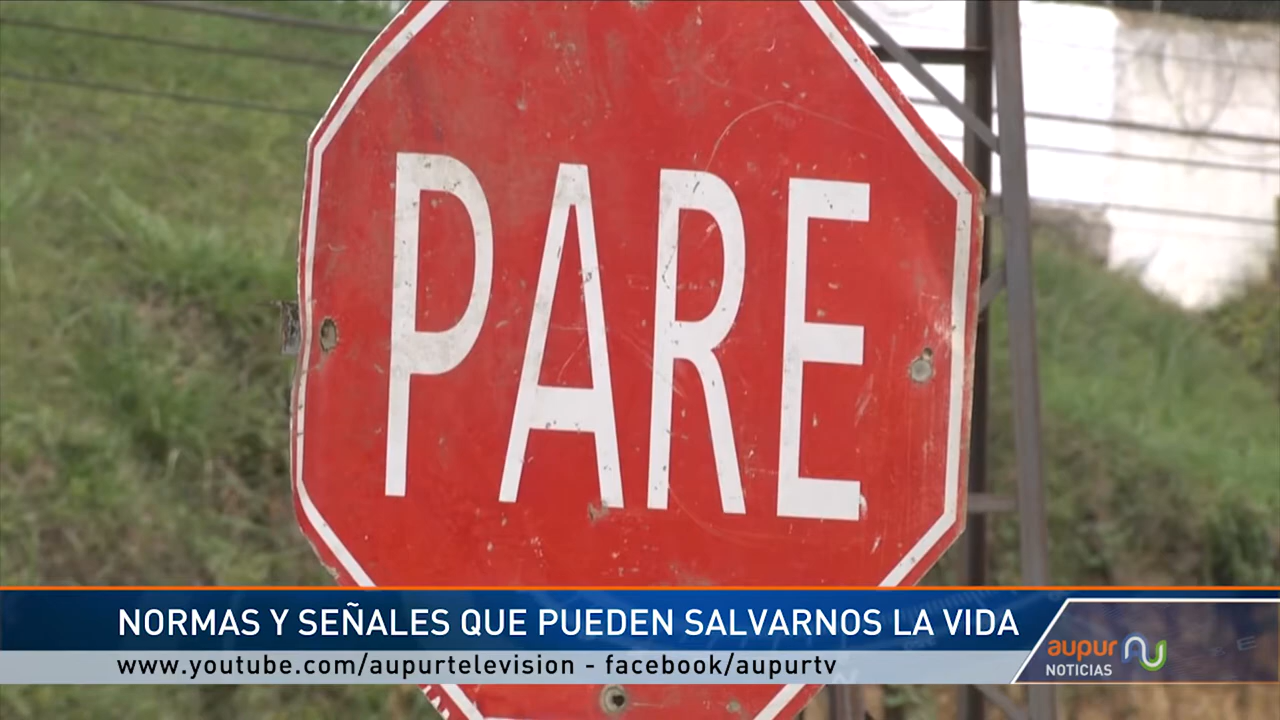 PARE
NORMAS Y SEÑALES QUE PUEDEN SALVARNOS LA VIDA
www.youtube.com/aupurtelevision - facebook/aupurtv
aupur
NOTICIAS